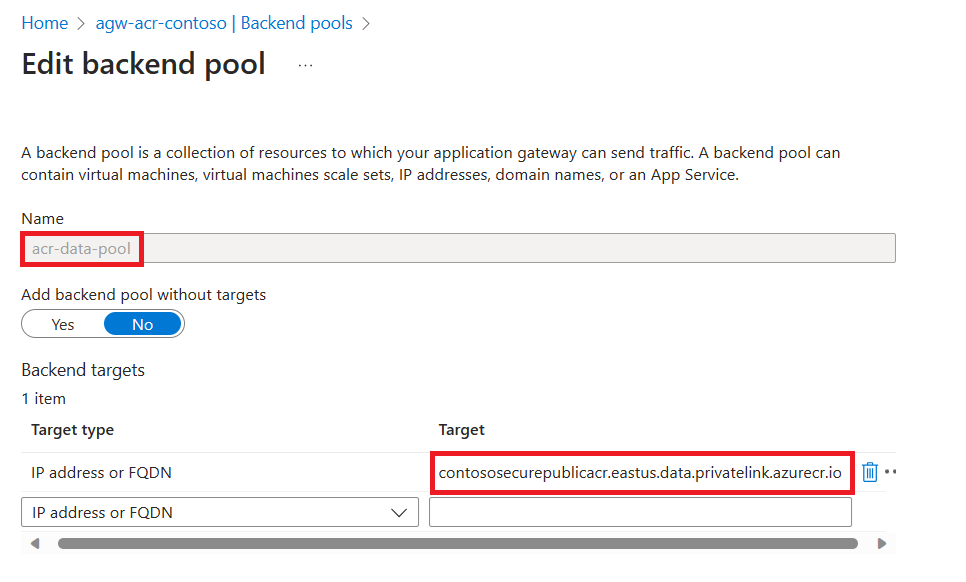 Home > agw-acr-contoso | Backend pools >
Edit backend pool ...
A backend pool is a collection of resources to which your application gateway can send traffic. A backend pool can
contain virtual machines, virtual machines scale sets, IP addresses, domain names, or an App Service.
Name
acr-data-pool
Add backend pool without targets
Yes No
Backend targets
1 item
Target type Target
IP address or FQDN contososecurepublicacr.eastus.data.privatelink.azurecr.io
IP address or FQDN